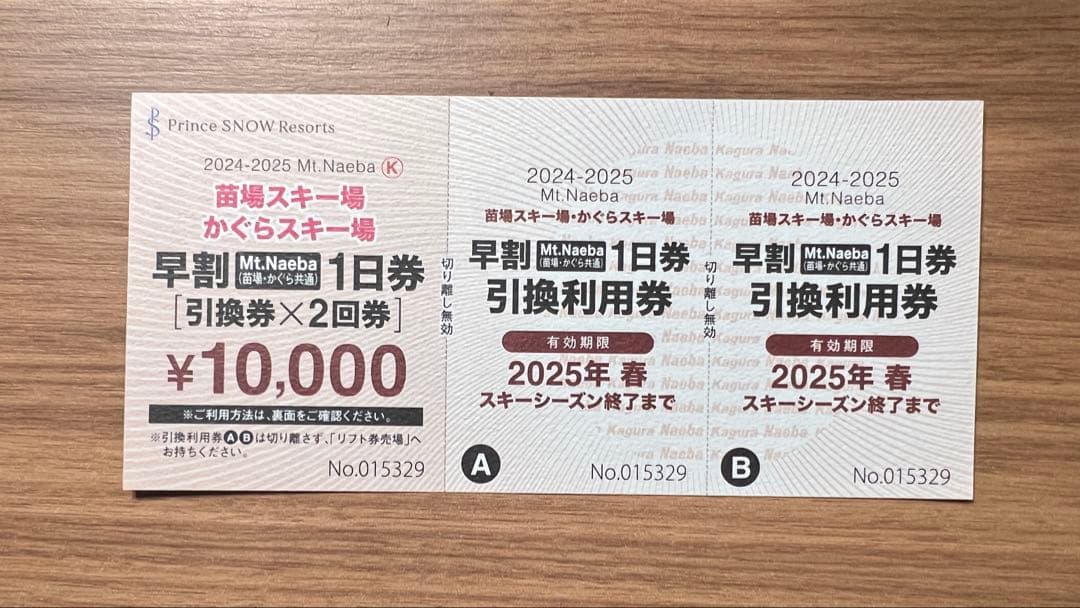 Prince SNOW Resorts
2024-2025 Mt.Naeba Ⓚ
苗場スキー場
かぐらスキー場
早割 Mt.Naeba (苗場・かぐら共通) 1日券
[引換券×2回券]
¥10,000
※ご利用方法は、裏面をご確認ください。
※引換利用券ⒶⒷは切り離さず、「リフト券売場」へ
お持ちください。
No.015329
切り離し無効
2024-2025
Mt.Naeba
苗場スキー場・かぐらスキー場
早割 Mt.Naeba (苗場・かぐら共通) 1日券
引換利用券
有効期限
2025年 春
スキーシーズン終了まで
A
No.015329
切り離し無効
2024-2025
Mt.Naeba
苗場スキー場・かぐらスキー場
早割 Mt.Naeba (苗場・かぐら共通) 1日券
引換利用券
有効期限
2025年 春
スキーシーズン終了まで
B
No.015329